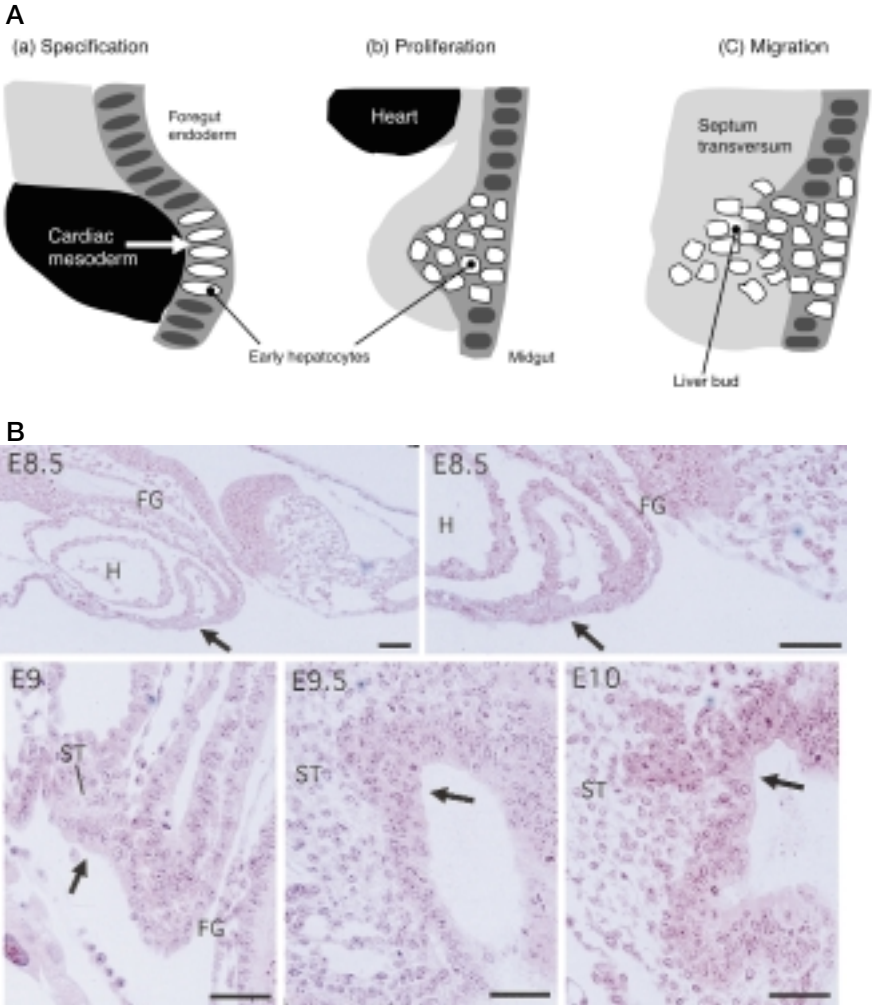 A
(a) Specification
(b) Proliferation
(C) Migration
Foregut
endoderm
Heart
Septum
transversum
Cardiac
mesoderm
Early hepatocytes
Midgut
Liver bud
B
E8.5
FG
H
E8.5
FG
H
E9
ST
FG
E9.5
ST
E10
ST